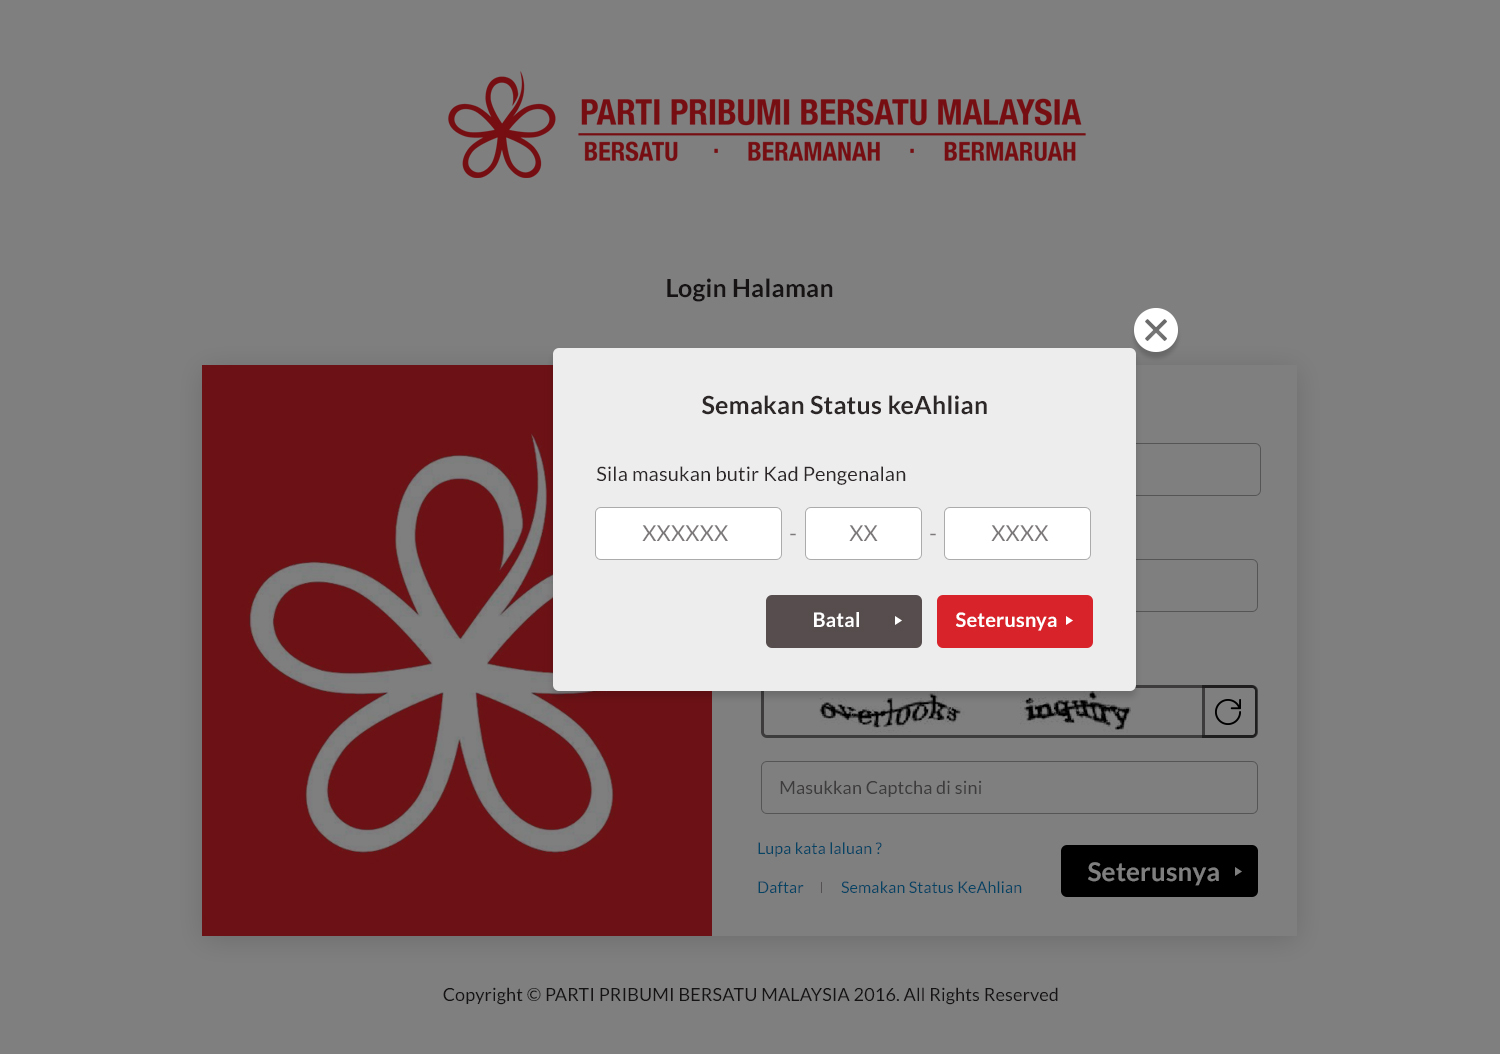 PARTI PRIBUMI BERSATU MALAYSIA
BERSATU · BERAMANAH · BERMARUAH
Login Halaman
Semakan Status keAhlian
Sila masukan butir Kad Pengenalan
XXXXXX - XX - XXXX
Batal
Seterusnya
overlooks inquiry
Masukkan Captcha di sini
Lupa kata laluan ?
Daftar | Semakan Status KeAhlian
Seterusnya
Copyright © PARTI PRIBUMI BERSATU MALAYSIA 2016. All Rights Reserved